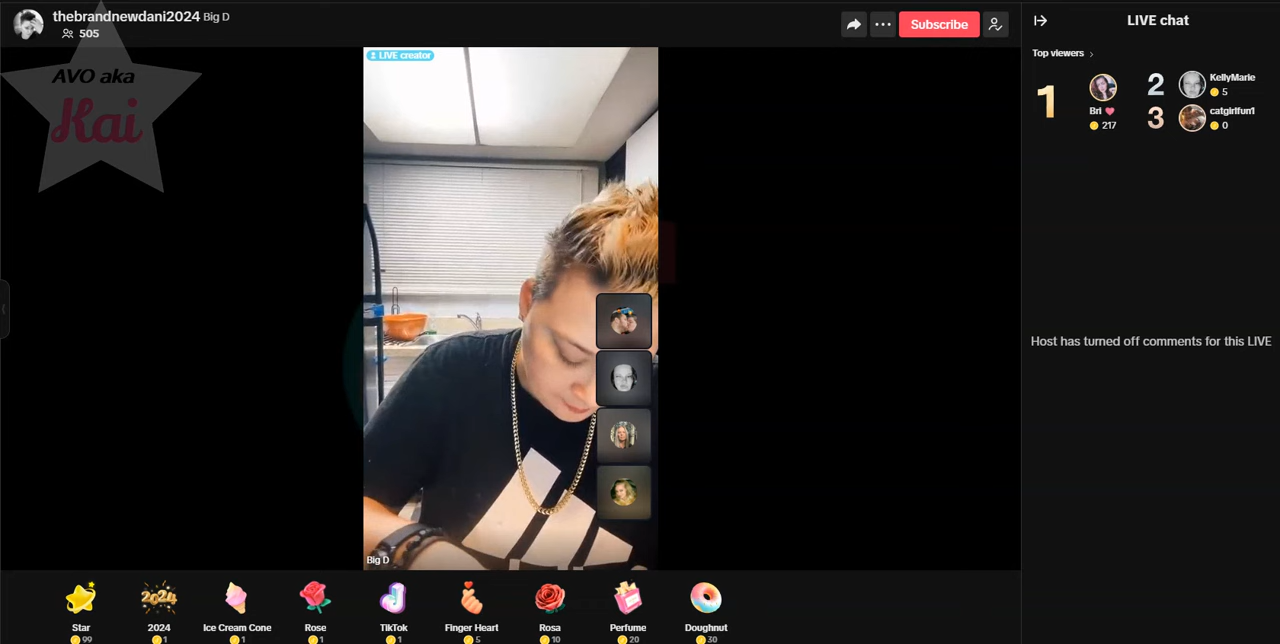 thebrandnewdani2024 Big D
505
Subscribe
LIVE chat
AVO aka
Kai
LIVE creator
Top viewers
1
Bri
217
2
KellyMarie
5
3
catgirlfun1
0
Host has turned off comments for this LIVE
Big D
2024
Star
99
2024
1
Ice Cream Cone
1
Rose
1
TikTok
1
Finger Heart
5
Rosa
10
Perfume
20
Doughnut
30